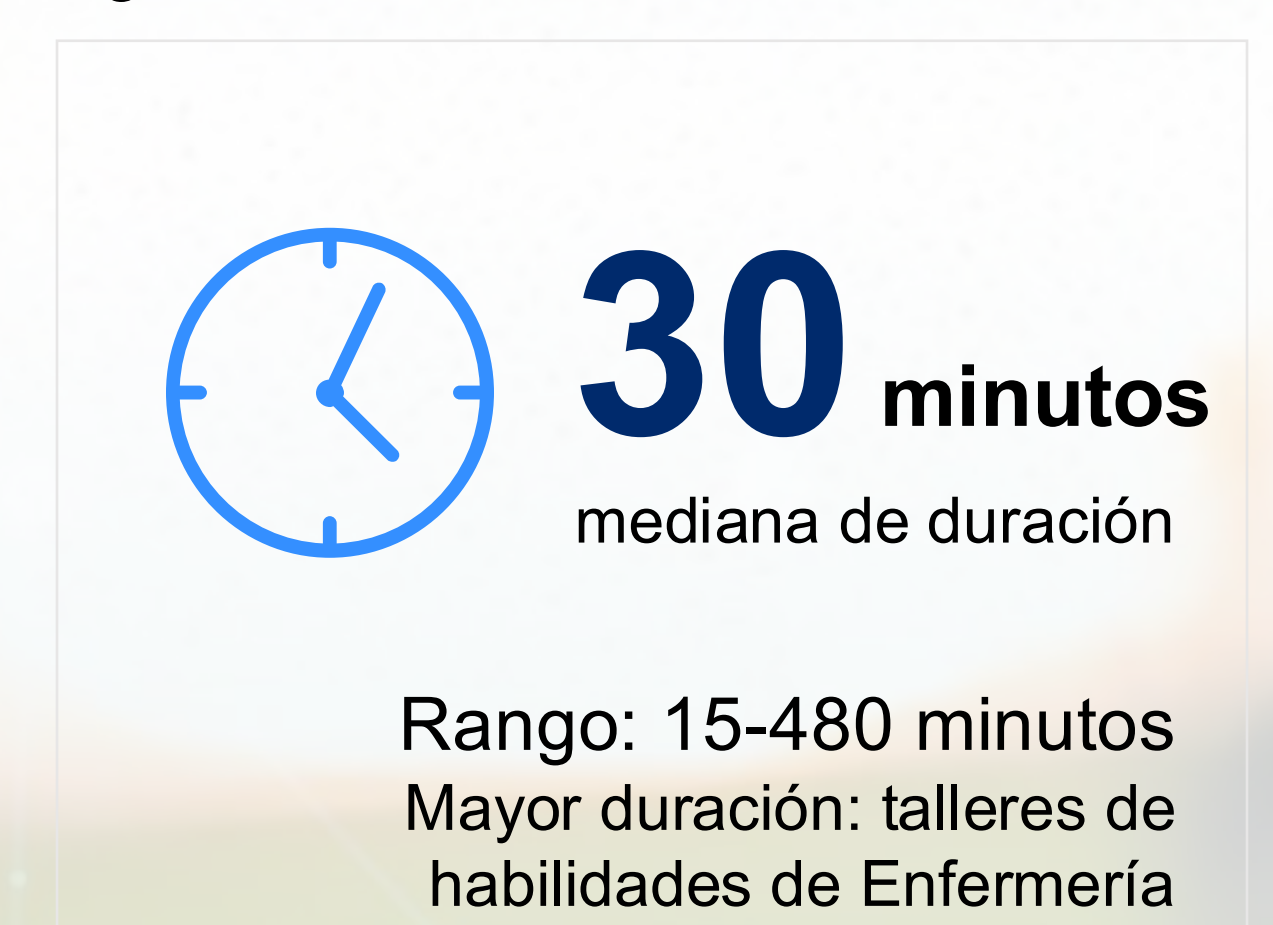 30 minutos
mediana de duración
Rango: 15-480 minutos
Mayor duración: talleres de
habilidades de Enfermería